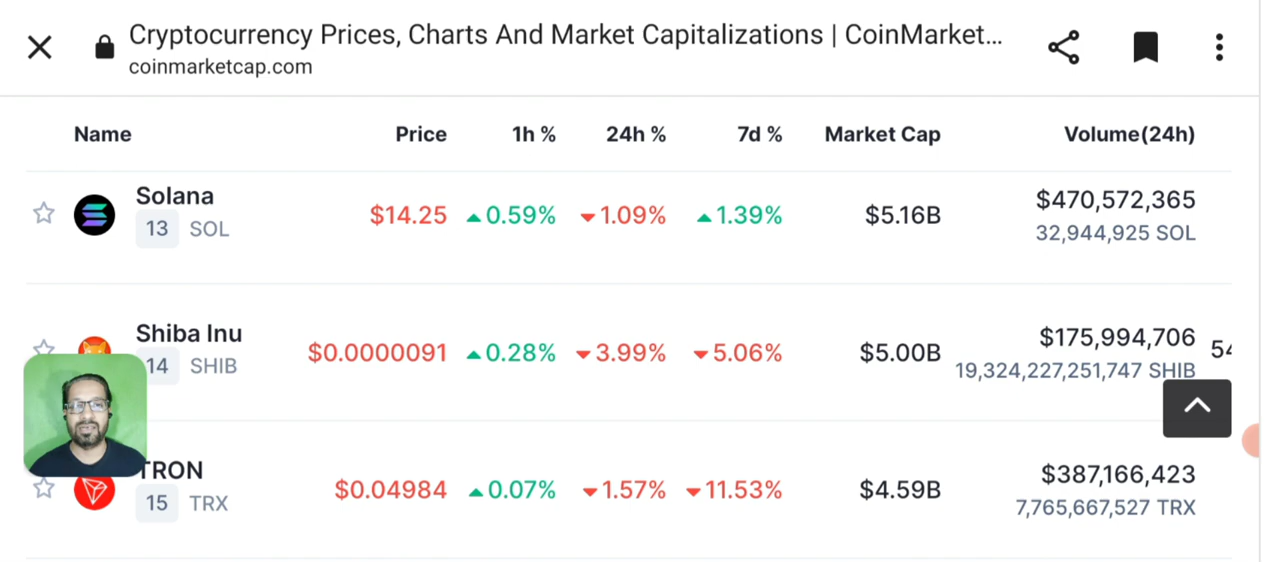 Cryptocurrency Prices, Charts And Market Capitalizations | CoinMarket...
coinmarketcap.com
Name Price 1h % 24h % 7d % Market Cap Volume(24h)
Solana
13 SOL
$14.25 0.59% 1.09% 1.39% $5.16B
$470,572,365
32,944,925 SOL
Shiba Inu
14 SHIB
$0.0000091 0.28% 3.99% 5.06% $5.00B
$175,994,706
19,324,227,251,747 SHIB
TRON
15 TRX
$0.04984 0.07% 1.57% 11.53% $4.59B
$387,166,423
7,765,667,527 TRX